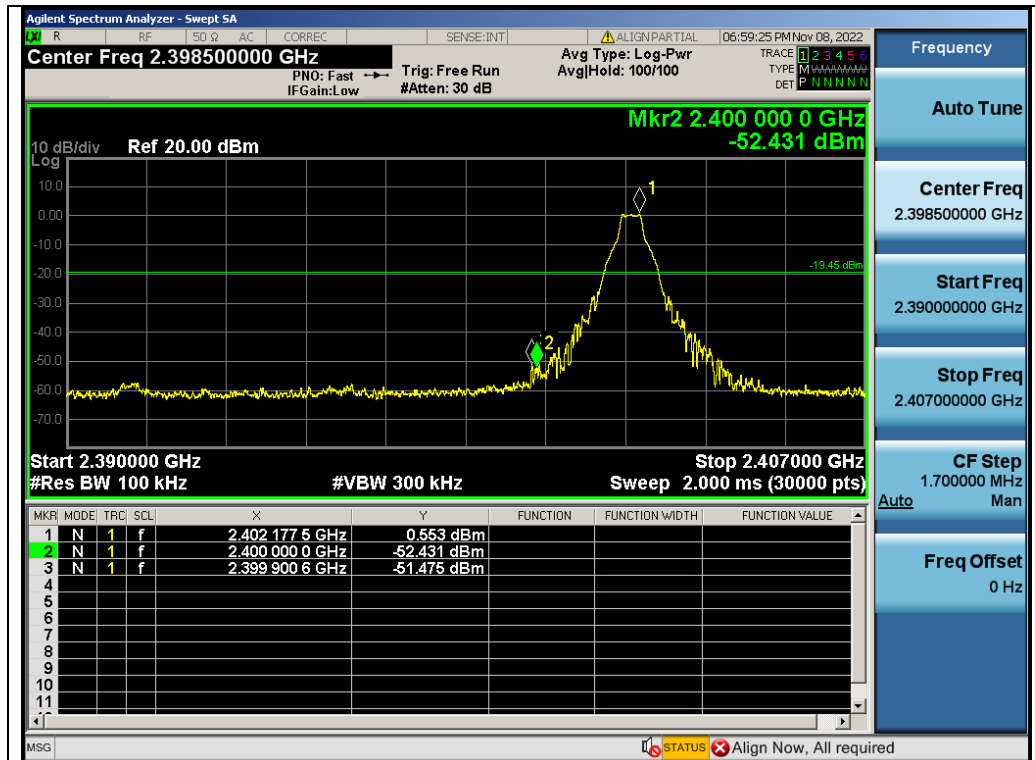 Agilent Spectrum Analyzer - Swept SA
LXI R RF 50 Ω AC CORREC SENSE:INT ALIGN PARTIAL 06:59:25 PM Nov 08, 2022
Center Freq 2.398500000 GHz
PNO: Fast
IFGain:Low
Trig: Free Run
#Atten: 30 dB
Avg Type: Log-Pwr
Avg|Hold: 100/100
TRACE 1 2 3 4 5 6
TYPE M
DET P N N N N N
Mkr2 2.400 000 0 GHz
-52.431 dBm
10 dB/div Ref 20.00 dBm
Log
10.0
0.00
-10.0
-20.0
-30.0
-40.0
-50.0
-60.0
-70.0
1
-19.45 dBm
2
Start 2.390000 GHz Stop 2.407000 GHz
#Res BW 100 kHz #VBW 300 kHz Sweep 2.000 ms (30000 pts)
MKR MODE TRC SCL X Y FUNCTION FUNCTION WIDTH FUNCTION VALUE
1 N 1 f 2.402 177 5 GHz 0.553 dBm
2 N 1 f 2.400 000 0 GHz -52.431 dBm
3 N 1 f 2.399 900 6 GHz -51.475 dBm
4
5
6
7
8
9
10
11
MSG STATUS Align Now, All required
Frequency
Auto Tune
Center Freq
2.398500000 GHz
Start Freq
2.390000000 GHz
Stop Freq
2.407000000 GHz
CF Step
1.700000 MHz
Auto Man
Freq Offset
0 Hz